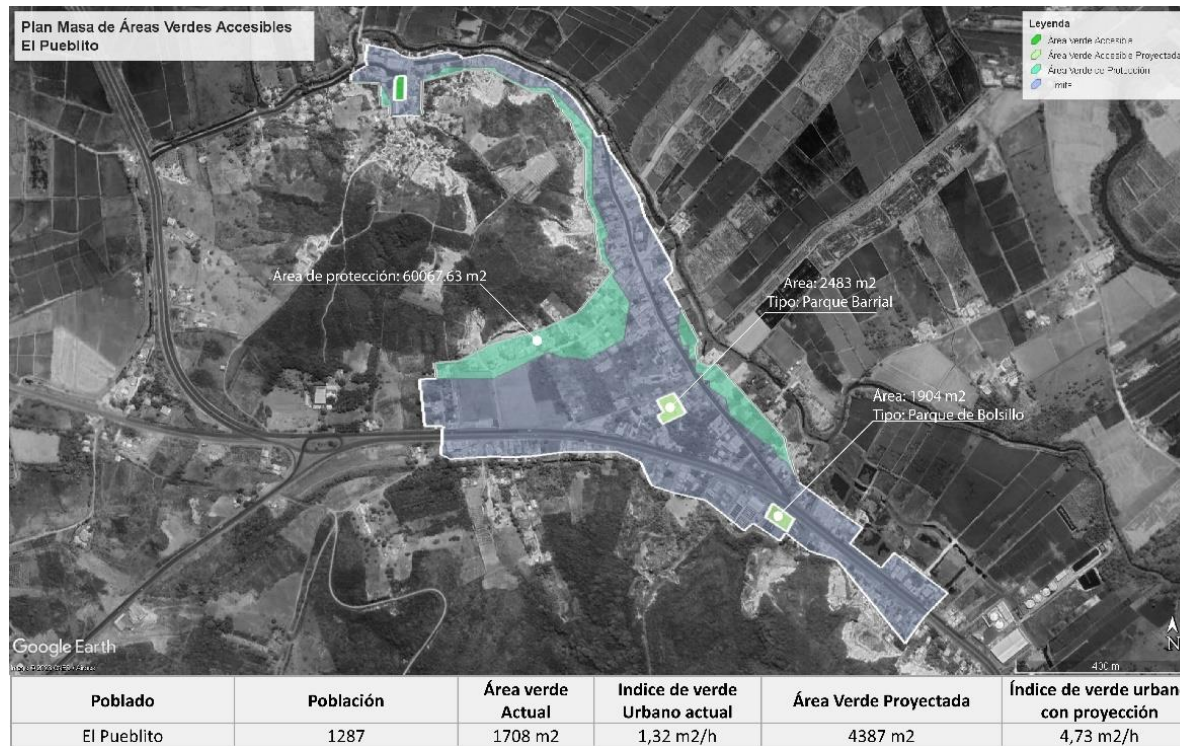 Plan Masa de Áreas Verdes Accesibles
El Pueblito
Leyenda
Área Verde Accesible
Área Verde Accesible Proyectada
Área Verde de Protección
Límite
Área de protección: 60067.63 m2
Área: 2483 m2
Tipo: Parque Barrial
Área: 1904 m2
Tipo: Parque de Bolsillo
Google Earth
400 m
N
Poblado Población Área verde Actual Indice de verde Urbano actual Área Verde Proyectada Índice de verde urban con proyección
El Pueblito 1287 1708 m2 1,32 m2/h 4387 m2 4,73 m2/h